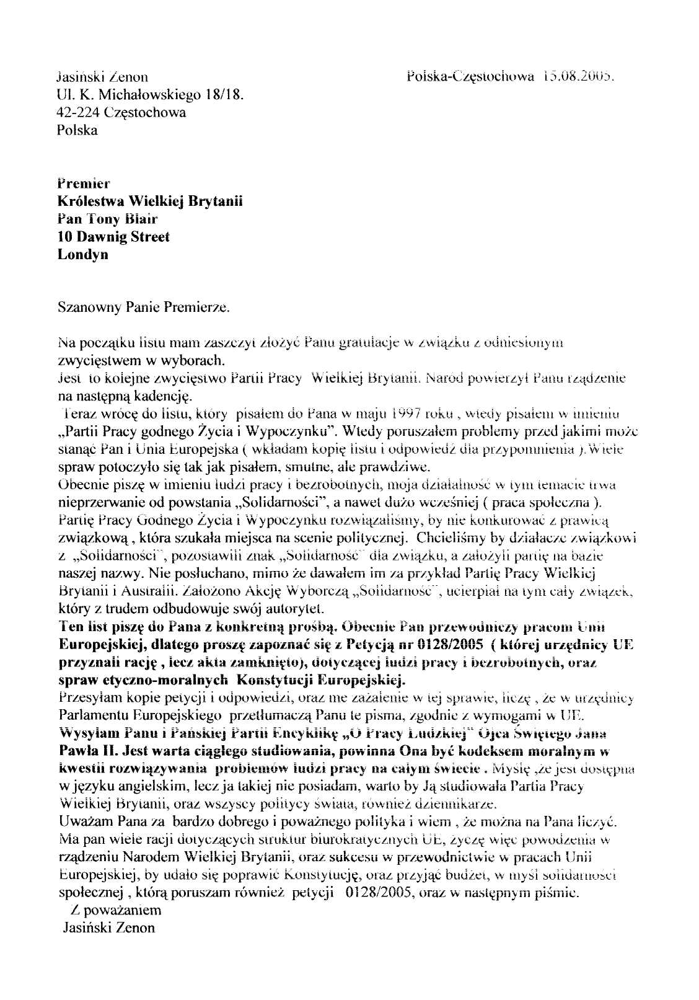 Jasiński Zenon Polska-Częstochowa 15.08.2005.
Ul. K. Michałowskiego 18/18.
42-224 Częstochowa
Polska
Premier
Królestwa Wielkiej Brytanii
Pan Tony Blair
10 Dawnig Street
Londyn
Szanowny Panie Premierze.
Na początku listu mam zaszczyt złożyć Panu gratulacje w związku z odniesionym
zwycięstwem w wyborach.
Jest to kolejne zwycięstwo Partii Pracy Wielkiej Brytanii. Naród powierzył Panu rządzenie
na następną kadencję.
Teraz wrócę do listu, który pisałem do Pana w maju 1997 roku , wtedy pisałem w imieniu
„Partii Pracy godnego Życia i Wypoczynku”. Wtedy poruszałem problemy przed jakimi może
stanąć Pan i Unia Europejska ( wkładam kopię listu i odpowiedź dla przypomnienia ).Wiele
spraw potoczyło się tak jak pisałem, smutne, ale prawdziwe.
Obecnie piszę w imieniu ludzi pracy i bezrobotnych, moja działalność w tym temacie trwa
nieprzerwanie od powstania „Solidarności”, a nawet dużo wcześniej ( praca społeczna ).
Partię Pracy Godnego Życia i Wypoczynku rozwiązaliśmy, by nie konkurować z prawicą
związkową , która szukała miejsca na scenie politycznej. Chcieliśmy by działacze związkowi
z „Solidarności”, pozostawili znak „Solidarność” dla związku, a założyli partię na bazie
naszej nazwy. Nie posłuchano, mimo że dawałem im za przykład Partię Pracy Wielkiej
Brytanii i Australii. Założono Akcję Wyborczą „Solidarność”, ucierpiał na tym cały związek,
który z trudem odbudowuje swój autorytet.
Ten list piszę do Pana z konkretną prośbą. Obecnie Pan przewodniczy pracom Unii
Europejskiej, dlatego proszę zapoznać się z Petycją nr 0128/2005 ( której urzędnicy UE
przyznali rację , lecz akta zamknięto), dotyczącej ludzi pracy i bezrobotnych, oraz
spraw etyczno-moralnych Konstytucji Europejskiej.
Przesyłam kopie petycji i odpowiedzi, oraz me zażalenie w tej sprawie, liczę , że w urzędnicy
Parlamentu Europejskiego przetłumaczą Panu te pisma, zgodnie z wymogami w UE.
Wysyłam Panu i Pańskiej Partii Encyklikę „O Pracy Ludzkiej” Ojca Świętego Jana
Pawła II. Jest warta ciągłego studiowania, powinna Ona być kodeksem moralnym w
kwestii rozwiązywania problemów ludzi pracy na całym świecie . Myślę ,że jest dostępna
w języku angielskim, lecz ja takiej nie posiadam, warto by Ją studiowała Partia Pracy
Wielkiej Brytanii, oraz wszyscy politycy świata, również dziennikarze.
Uważam Pana za bardzo dobrego i poważnego polityka i wiem , że można na Pana liczyć.
Ma pan wiele racji dotyczących struktur biurokratycznych UE, życzę więc powodzenia w
rządzeniu Narodem Wielkiej Brytanii, oraz sukcesu w przewodnictwie w pracach Unii
Europejskiej, by udało się poprawić Konstytucję, oraz przyjąć budżet, w myśl solidarności
społecznej , którą poruszam również petycji 0128/2005, oraz w następnym piśmie.
Z poważaniem
Jasiński Zenon